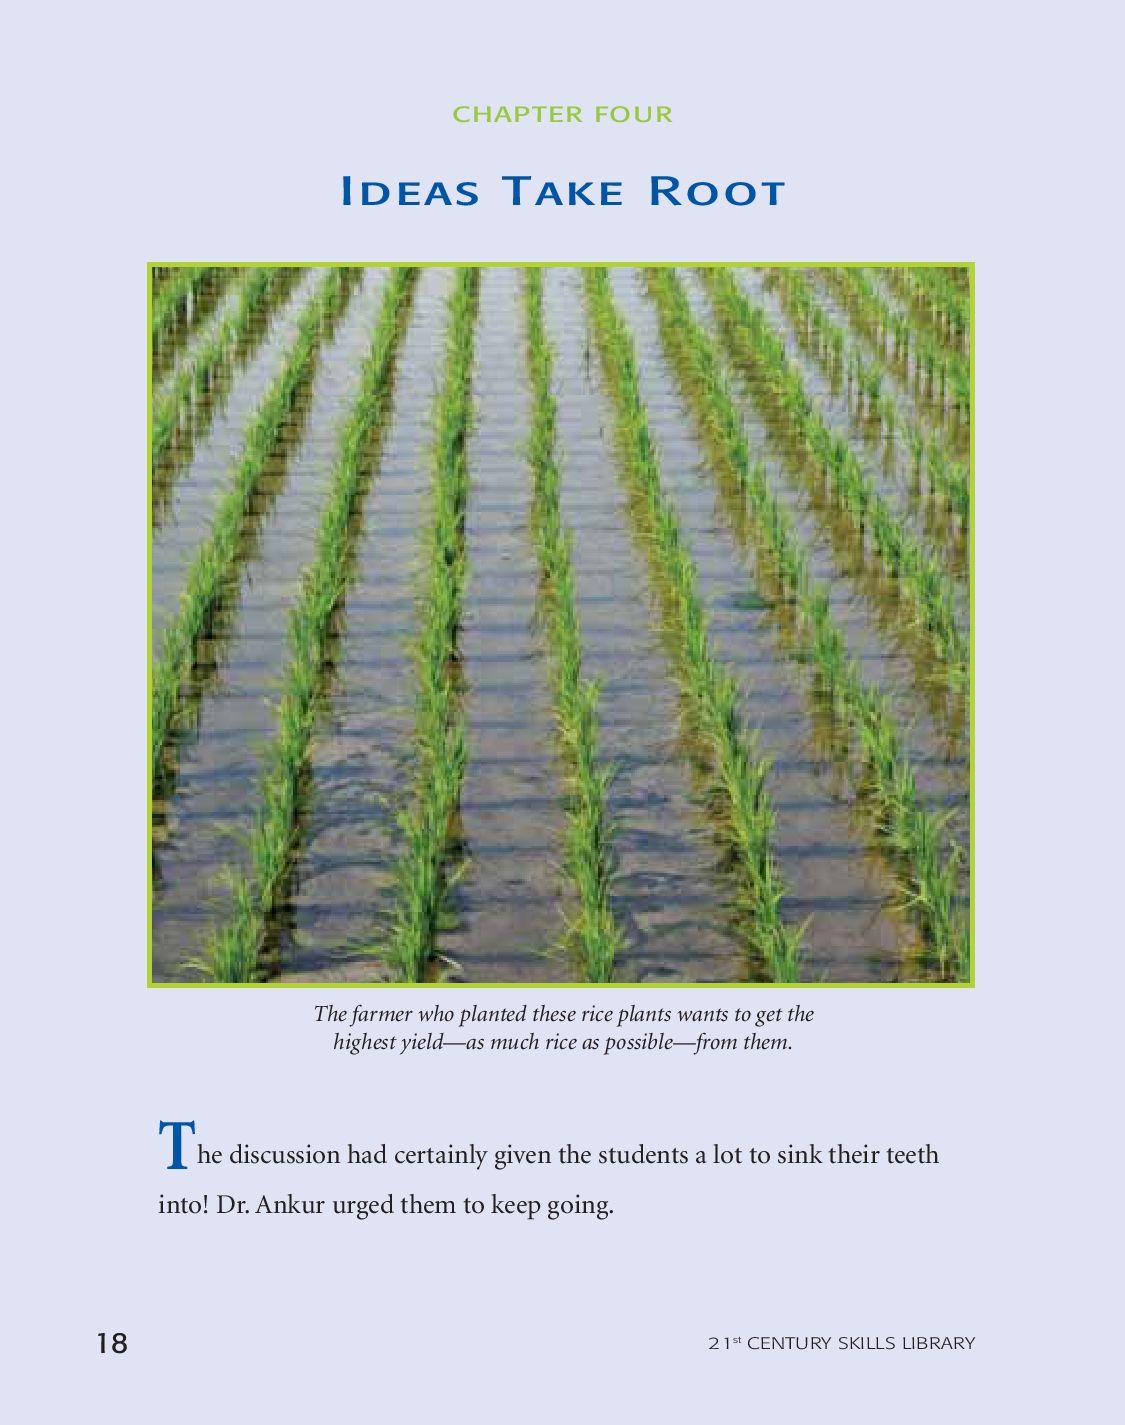 CHAPTER FOUR
IDEAS TAKE ROOT
The farmer who planted these rice plants wants to get the
highest yield—as much rice as possible—from them.
The discussion had certainly given the students a lot to sink their teeth
into! Dr. Ankur urged them to keep going.
18
21st CENTURY SKILLS LIBRARY